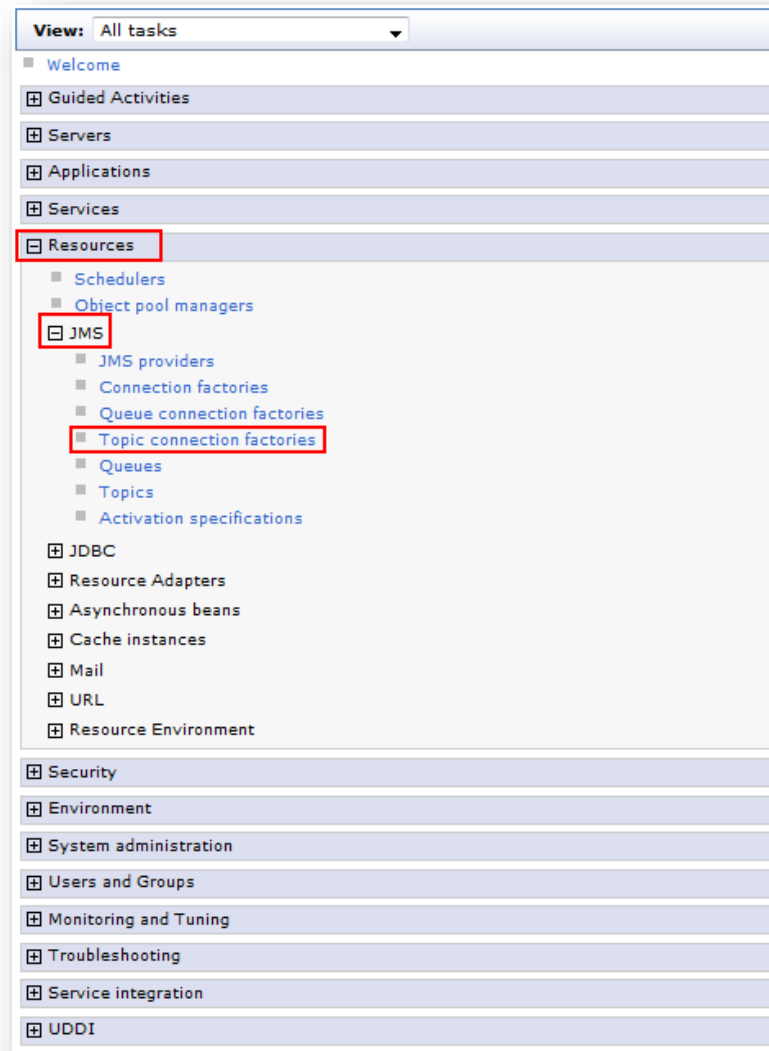 View: All tasks
Welcome
Guided Activities
Servers
Applications
Services
Resources
Schedulers
Object pool managers
JMS
JMS providers
Connection factories
Queue connection factories
Topic connection factories
Queues
Topics
Activation specifications
JDBC
Resource Adapters
Asynchronous beans
Cache instances
Mail
URL
Resource Environment
Security
Environment
System administration
Users and Groups
Monitoring and Tuning
Troubleshooting
Service integration
UDDI